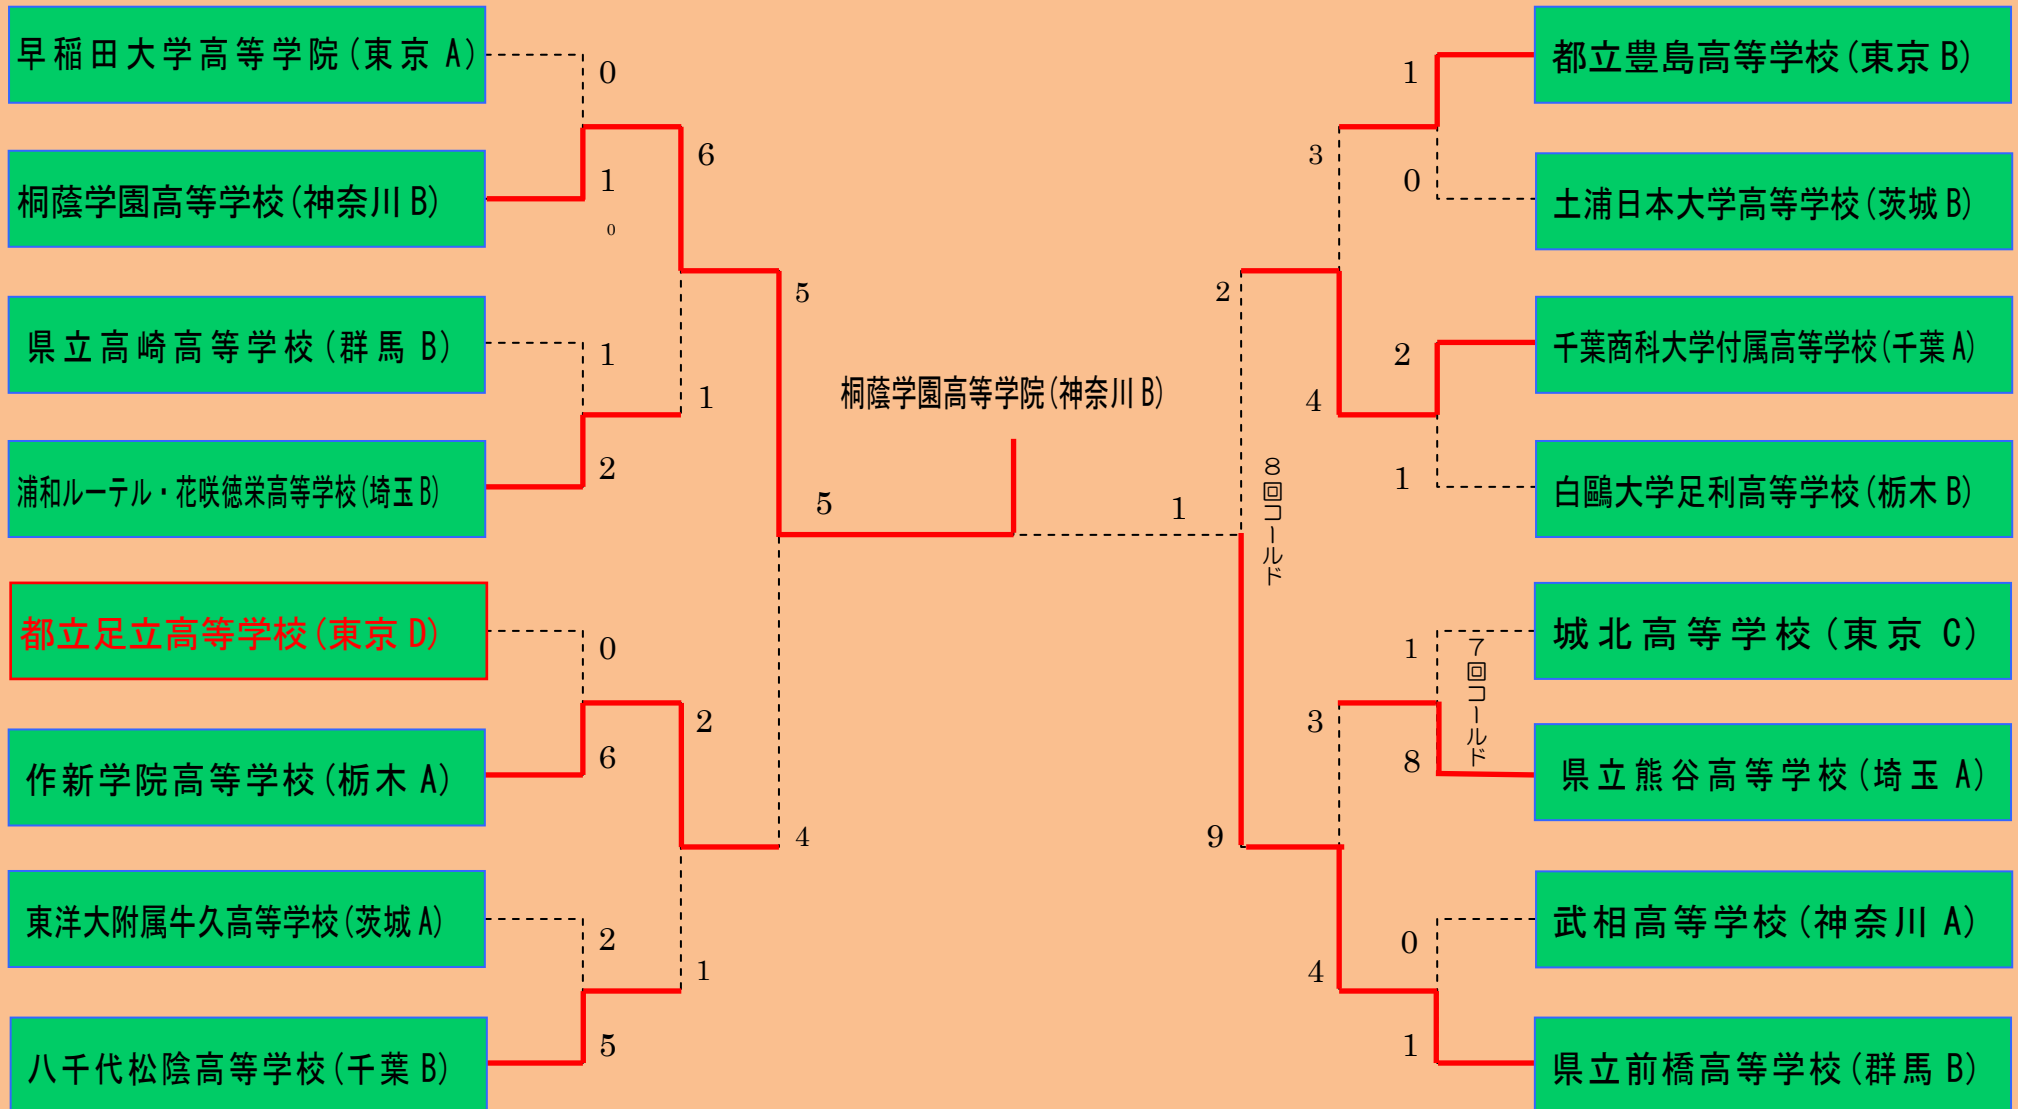 早稲田大学高等学院(東京 A)
0
桐蔭学園高等学校(神奈川 B)
1
0
6
県立高崎高等学校(群馬 B)
1
浦和ルーテル・花咲徳栄高等学校(埼玉 B)
2
1
5
都立足立高等学校(東京 D)
0
作新学院高等学校(栃木 A)
6
2
東洋大附属牛久高等学校(茨城 A)
2
八千代松陰高等学校(千葉 B)
5
1
4
5
桐蔭学園高等学院(神奈川 B)
1
都立豊島高等学校(東京 B)
1
土浦日本大学高等学校(茨城 B)
0
3
千葉商科大学付属高等学校(千葉 A)
2
白鷗大学足利高等学校(栃木 B)
1
4
2
8回コールド
城北高等学校(東京 C)
1
7回コールド
県立熊谷高等学校(埼玉 A)
8
3
武相高等学校(神奈川 A)
0
県立前橋高等学校(群馬 B)
1
4
9